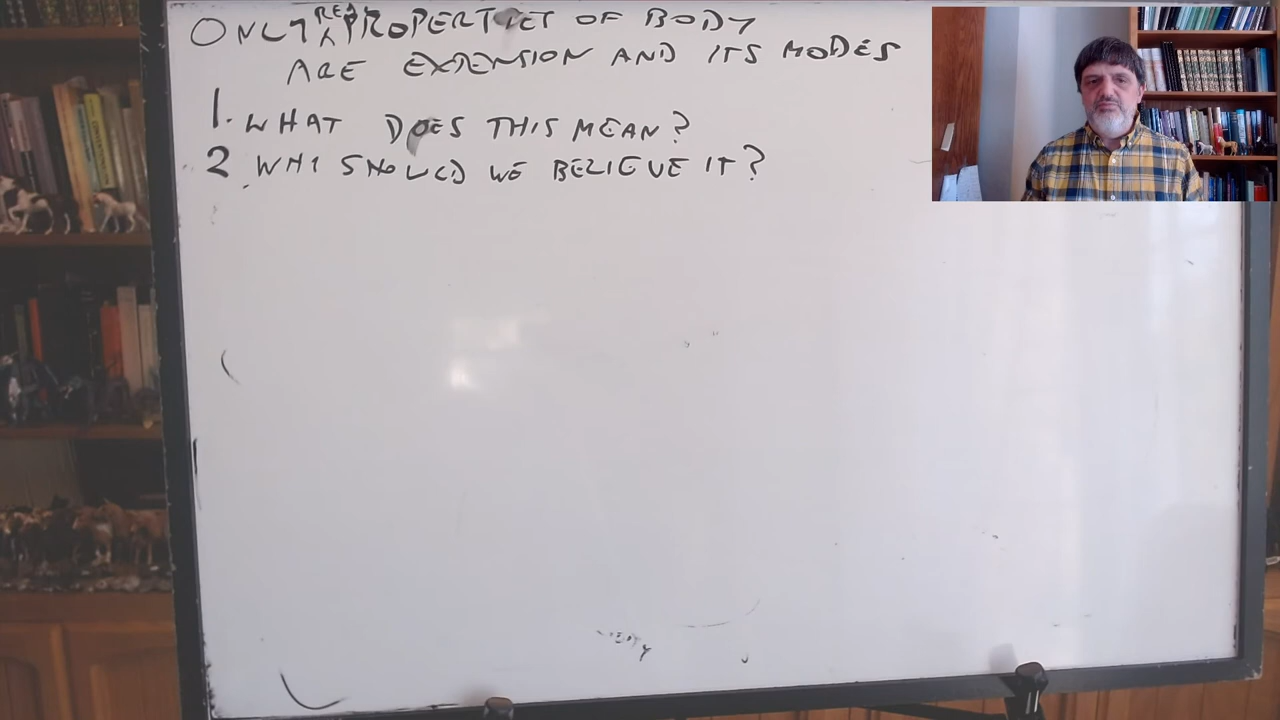 ONLY REAL PROPERTIES OF BODY
ARE EXTENSION AND ITS MODES
1. WHAT DOES THIS MEAN?
2 WHY SHOULD WE BELIEVE IT?